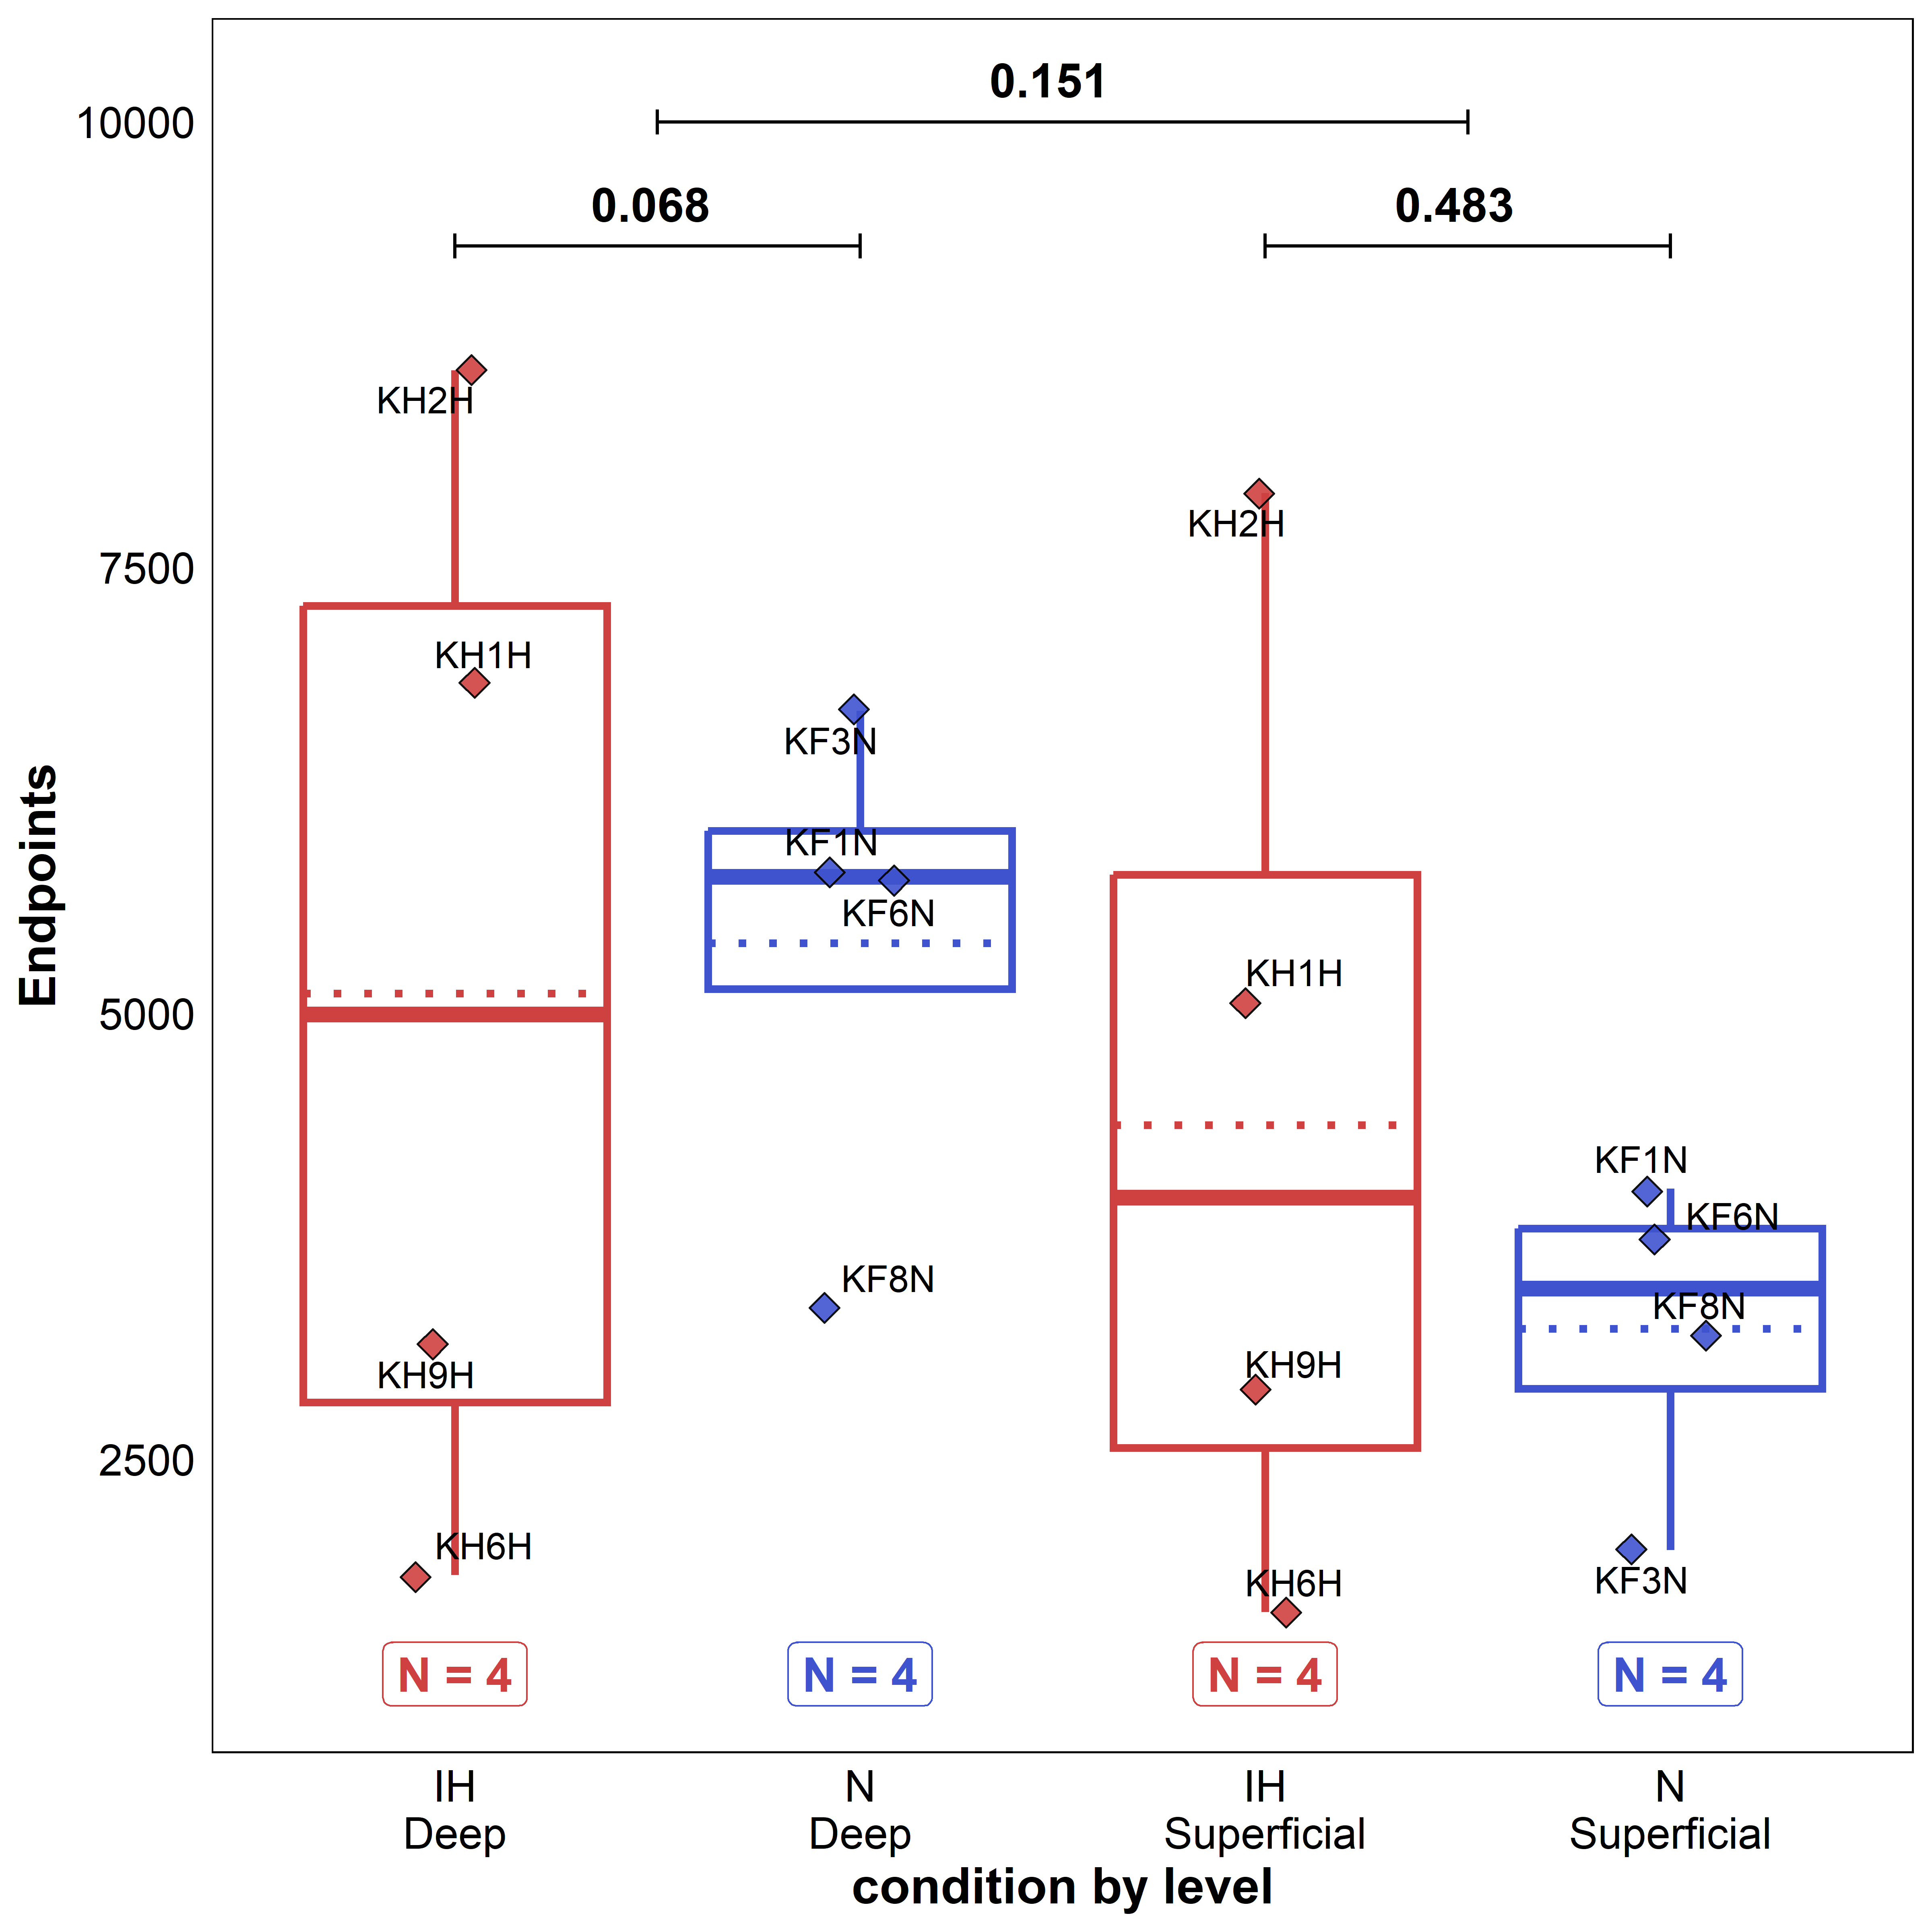 0.151
10000
0.068
0.483
KH2H
KH2H
7500
KH1H
KF3N
KF1N
KF6N
KH1H
Endpoints
5000
KF1N
KF6N
KF8N
KF8N
KH9H
KH9H
2500
KH6H
KH6H
KF3N
N = 4
N = 4
N = 4
N = 4
IH
Deep
N
Deep
IH
Superficial
N
Superficial
condition by level